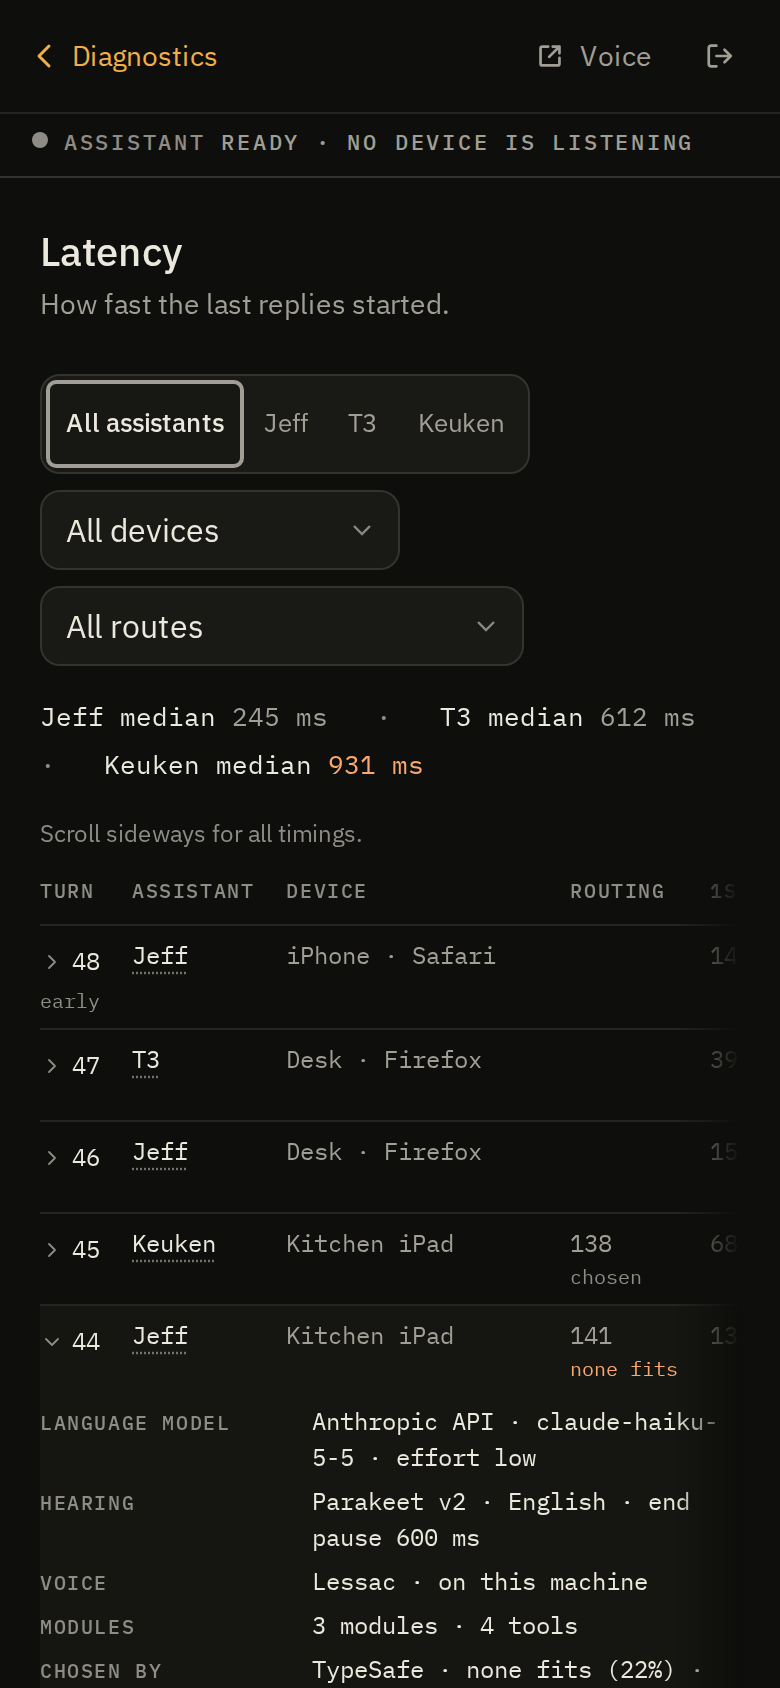 Diagnostics Voice
ASSISTANT READY · NO DEVICE IS LISTENING
Latency
How fast the last replies started.
All assistants Jeff T3 Keuken
All devices
All routes
Jeff median 245 ms · T3 median 612 ms
· Keuken median 931 ms
Scroll sideways for all timings.
TURN ASSISTANT DEVICE ROUTING
48 Jeff iPhone · Safari
early
47 T3 Desk · Firefox
46 Jeff Desk · Firefox
45 Keuken Kitchen iPad 138
chosen
44 Jeff Kitchen iPad 141
none fits
LANGUAGE MODEL Anthropic API · claude-haiku-
5-5 · effort low
HEARING Parakeet v2 · English · end
pause 600 ms
VOICE Lessac · on this machine
MODULES 3 modules · 4 tools
CHOSEN BY TypeSafe · none fits (22%) ·